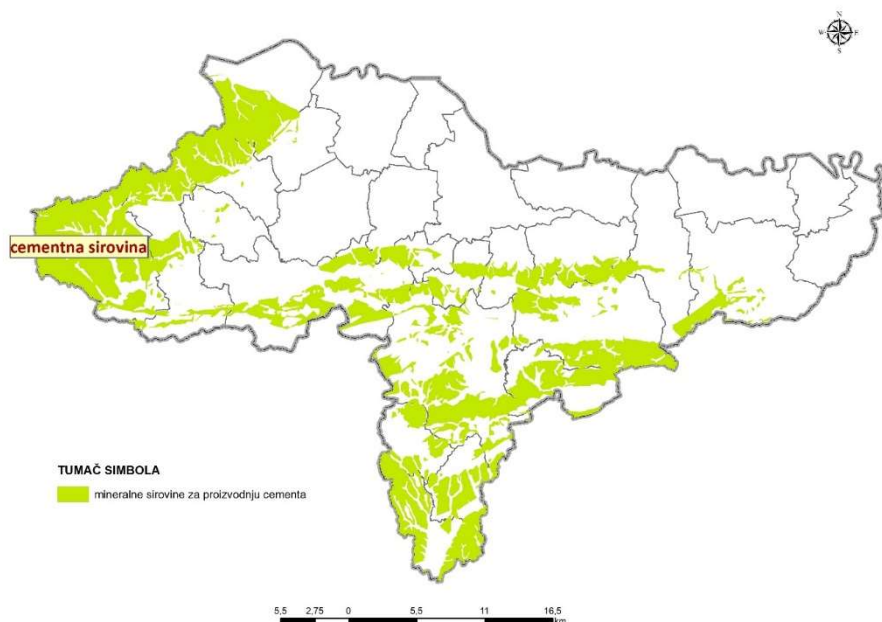 N
W E
S
cementna sirovina
TUMAČ SIMBOLA
mineralne sirovine za proizvodnju cementa
5,5 2,75 0 5,5 11 16,5
km